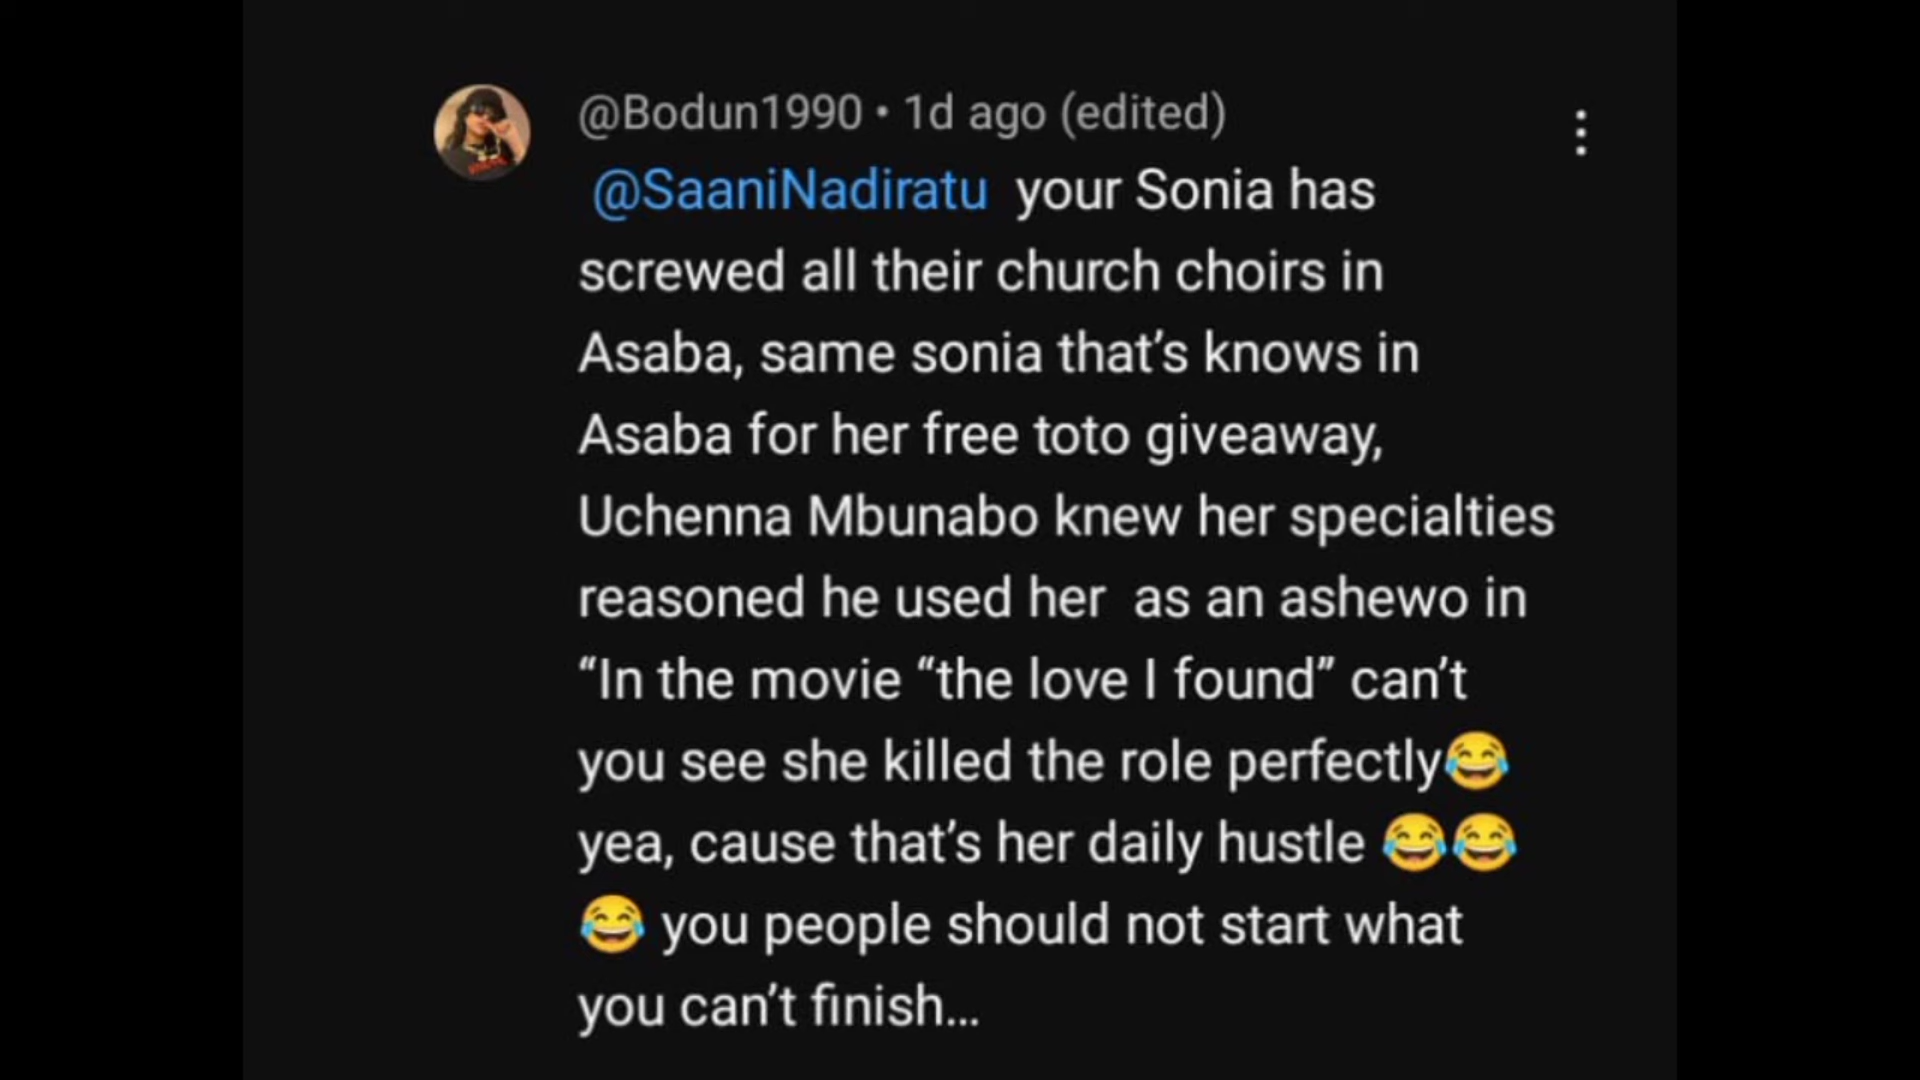 @Bodun1990 • 1d ago (edited)
@SaaniNadiratu your Sonia has
screwed all their church choirs in
Asaba, same sonia that's knows in
Asaba for her free toto giveaway,
Uchenna Mbunabo knew her specialties
reasoned he used her as an ashewo in
“In the movie “the love I found” can't
you see she killed the role perfectly😂
yea, cause that's her daily hustle 😂😂
😂 you people should not start what
you can't finish...